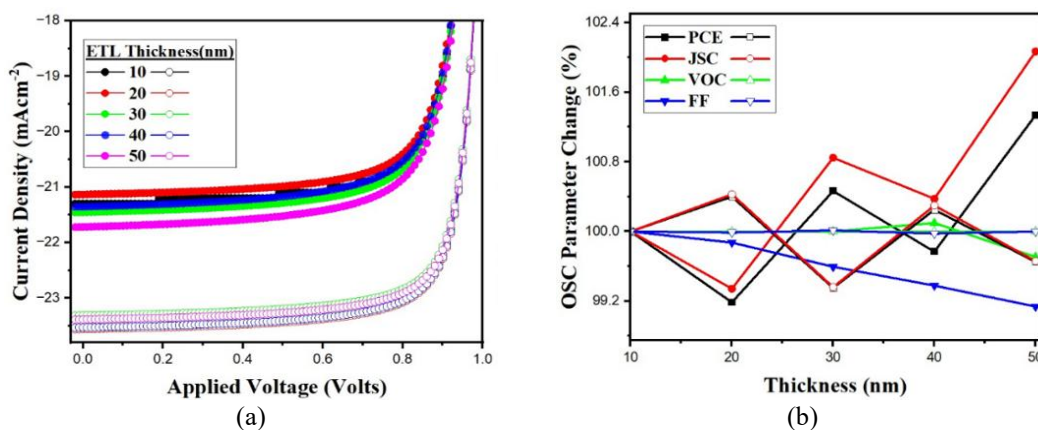 -18
-19
-20
-21
-22
-23
0.0 0.2 0.4 0.6 0.8 1.0
Current Density (mAcm⁻²)
Applied Voltage (Volts)
ETL Thickness(nm)
10
20
30
40
50
(a)
102.4
101.6
100.8
100.0
99.2
10 20 30 40 50
OSC Parameter Change (%)
Thickness (nm)
PCE
JSC
VOC
FF
(b)